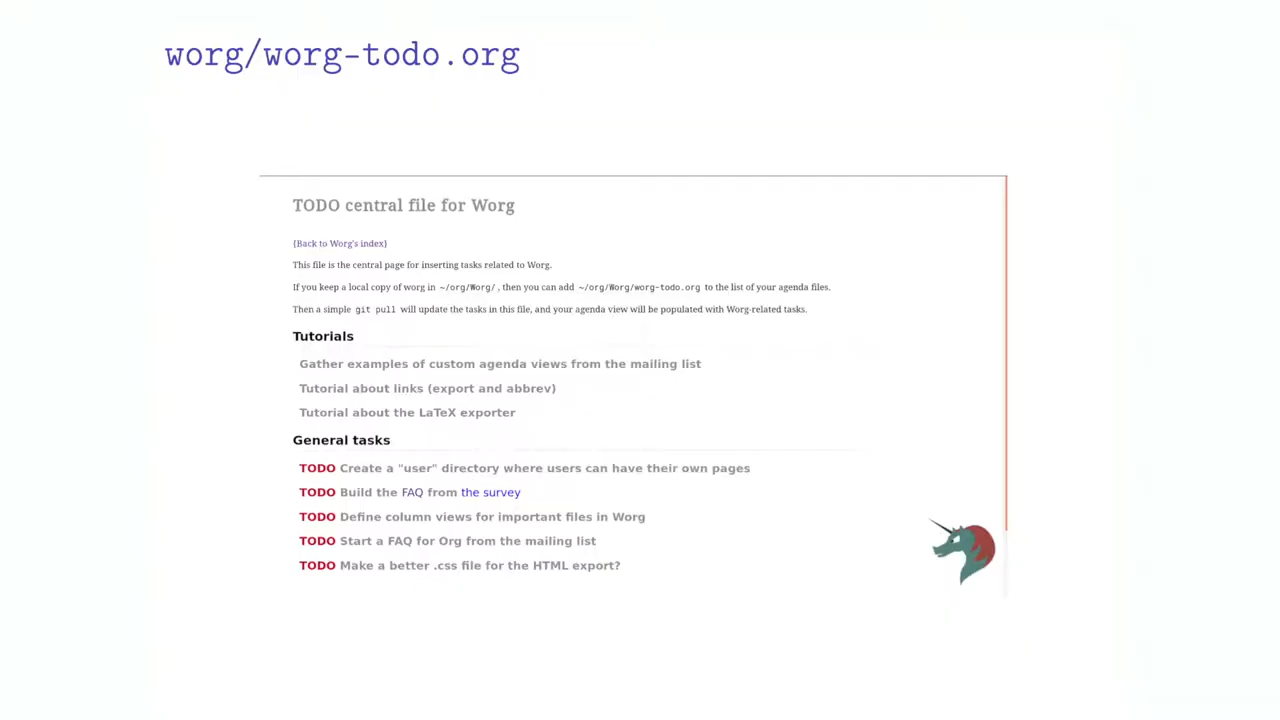 worg/worg-todo.org
TODO central file for Worg
{Back to Worg's index}
This file is the central page for inserting tasks related to Worg.
If you keep a local copy of worg in ~/org/Worg/ , then you can add ~/org/Worg/worg-todo.org to the list of your agenda files.
Then a simple git pull will update the tasks in this file, and your agenda view will be populated with Worg-related tasks.
Tutorials
Gather examples of custom agenda views from the mailing list
Tutorial about links (export and abbrev)
Tutorial about the LaTeX exporter
General tasks
TODO Create a "user" directory where users can have their own pages
TODO Build the FAQ from the survey
TODO Define column views for important files in Worg
TODO Start a FAQ for Org from the mailing list
TODO Make a better .css file for the HTML export?